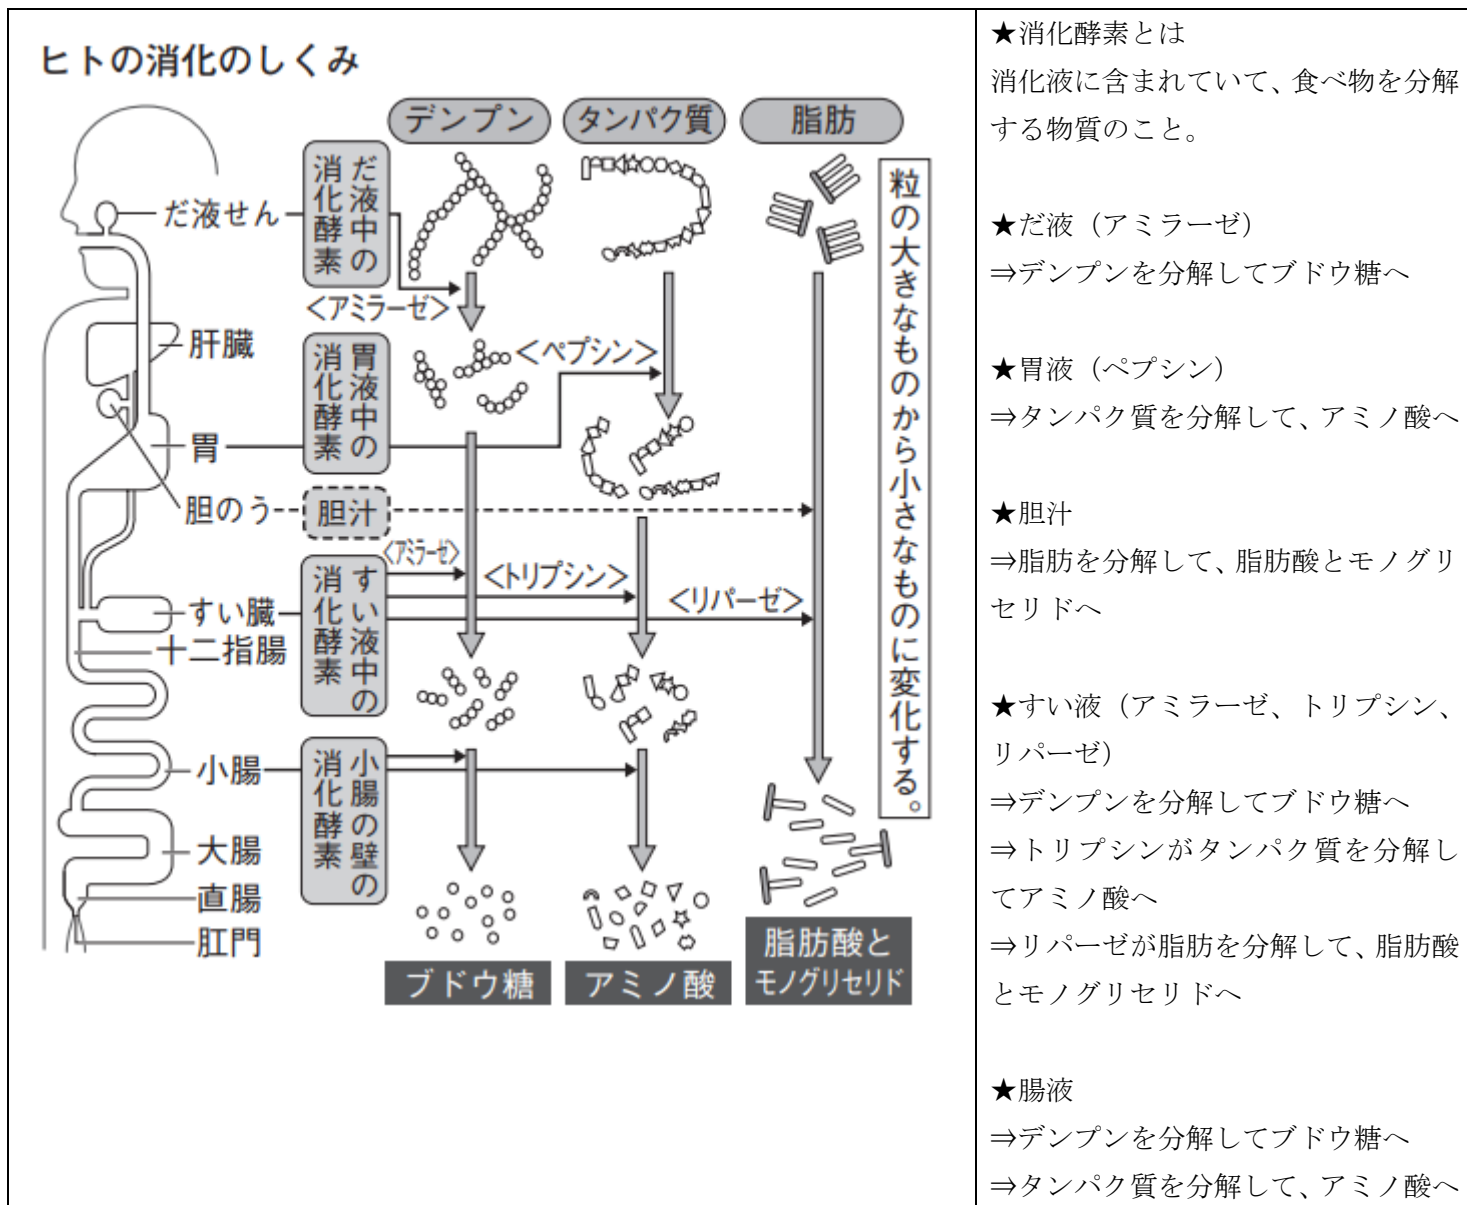 ヒトの消化のしくみ
デンプン
タンパク質
脂肪
だ液せん
だ液中の
消化酵素
<アミラーゼ>
肝臓
胃液中の
消化酵素
<ペプシン>
胃
胆のう
胆汁
<アミラーゼ>
<トリプシン>
<リパーゼ>
すい液中の
消化酵素
すい臓
十二指腸
小腸
小腸の壁の
消化酵素
大腸
直腸
肛門
粒の大きなものから小さなものに変化する。
ブドウ糖
アミノ酸
脂肪酸と
モノグリセリド
★消化酵素とは
消化液に含まれていて、食べ物を分解
する物質のこと。
★だ液（アミラーゼ）
⇒デンプンを分解してブドウ糖へ
★胃液（ペプシン）
⇒タンパク質を分解して、アミノ酸へ
★胆汁
⇒脂肪を分解して、脂肪酸とモノグリ
セリドへ
★すい液（アミラーゼ、トリプシン、
リパーゼ）
⇒デンプンを分解してブドウ糖へ
⇒トリプシンがタンパク質を分解し
てアミノ酸へ
⇒リパーゼが脂肪を分解して、脂肪酸
とモノグリセリドへ
★腸液
⇒デンプンを分解してブドウ糖へ
⇒タンパク質を分解して、アミノ酸へ